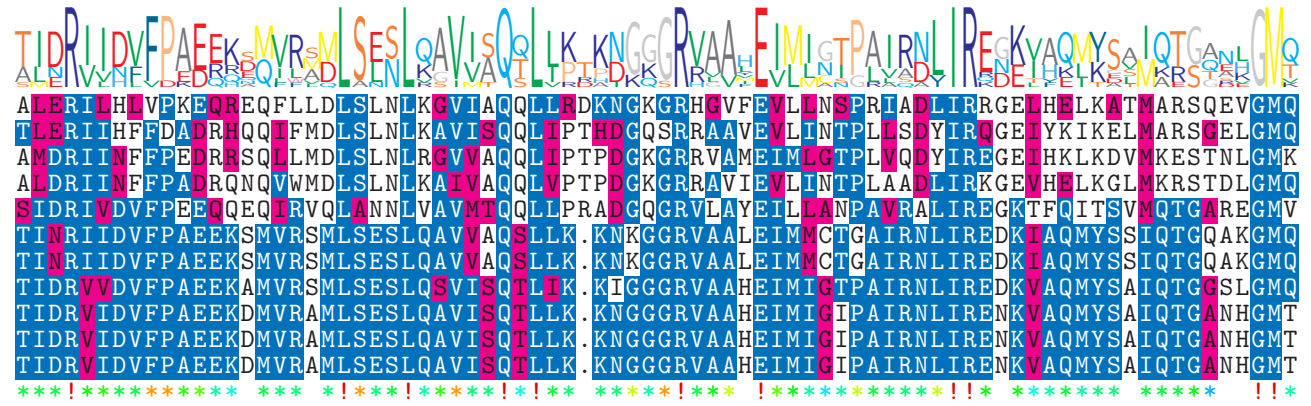 ALERILHLVPKEQREQFLLDLSLNLKGVIAQQLLRDKNGKGRHGVFEVLLNSPRIADLIRRGELHELKATMARSQEVGMQ
TLERIIHFFDADRHQQIFMDLSLNLKAVISQQLIPTHDGQSRRAAVEVLINTPLLSDYIRQGEIYKIKELMARSGELGMQ
AMDRIINFFPEDRRSQLLMDLSLNLRGVVAQQLIPTPDGKGRRVAMEIMLGTPLVQDYIREGEIHKLKDVMKESTNLGMK
ALDRIINFFPADRQNQVWMDLSLNLKAIVAQQLVPTPDGKGRRAVIEVLINTPLAADLIRKGEVHELKGLMKRSTDLGMQ
SIDRIVDVFPEEQQEQIRVQLANNLVAVMTQQLLPRADGQGRVLAYEILLANPAVRALIREGKTFQITSVMQTGAREGMV
TINRIIDVFPAEEKSMVRSMLSESLQAVVAQSLLK.KNKGGRVAALEIMMCTGAIRNLIREDKIAQMYSSIQTGQAKGMQ
TINRIIDVFPAEEKSMVRSMLSESLQAVVAQSLLK.KNKGGRVAALEIMMCTGAIRNLIREDKIAQMYSSIQTGQAKGMQ
TIDRVVDVFPAEEKAMVRSMLSESLQSVISQTLIK.KIGGGRVAAHEIMIGTPAIRNLIREDKVAQMYSAIQTGGSLGMQ
TIDRVIDVFPAEEKDMVRAMLSESLQAVISQTLLK.KNGGGRVAAHEIMIGIPAIRNLIRENKVAQMYSAIQTGANHGMT
TIDRVIDVFPAEEKDMVRAMLSESLQAVISQTLLK.KNGGGRVAAHEIMIGIPAIRNLIRENKVAQMYSAIQTGANHGMT
TIDRVIDVFPAEEKDMVRAMLSESLQAVISQTLLK.KNGGGRVAAHEIMIGIPAIRNLIRENKVAQMYSAIQTGANHGMT
***!********** *** *!***!*****!*!** *****!*** !***********!!* ******* *****  !!*